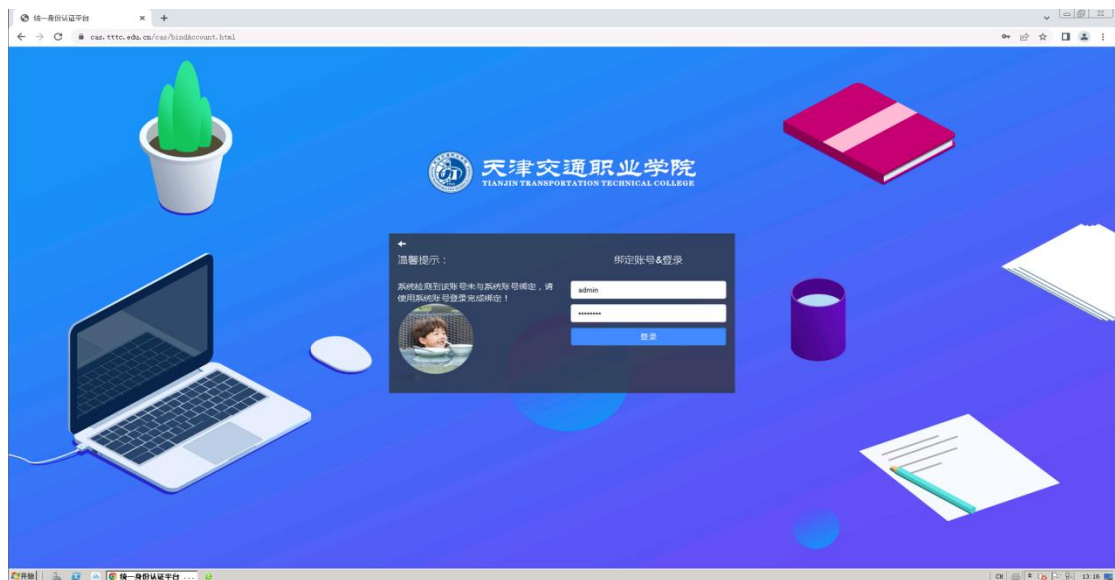 统一身份认证平台
cas.tttc.edu.cn/cas/bindAccount.html
天津交通职业学院
TIANJIN TRANSPORTATION TECHNICAL COLLEGE
温馨提示：
系统检测到该账号未与系统账号绑定，请
使用系统账号登录完成绑定！
绑定账号&登录
admin
••••••••
登录
开始
统一身份认证平台 ...
CH
13:16